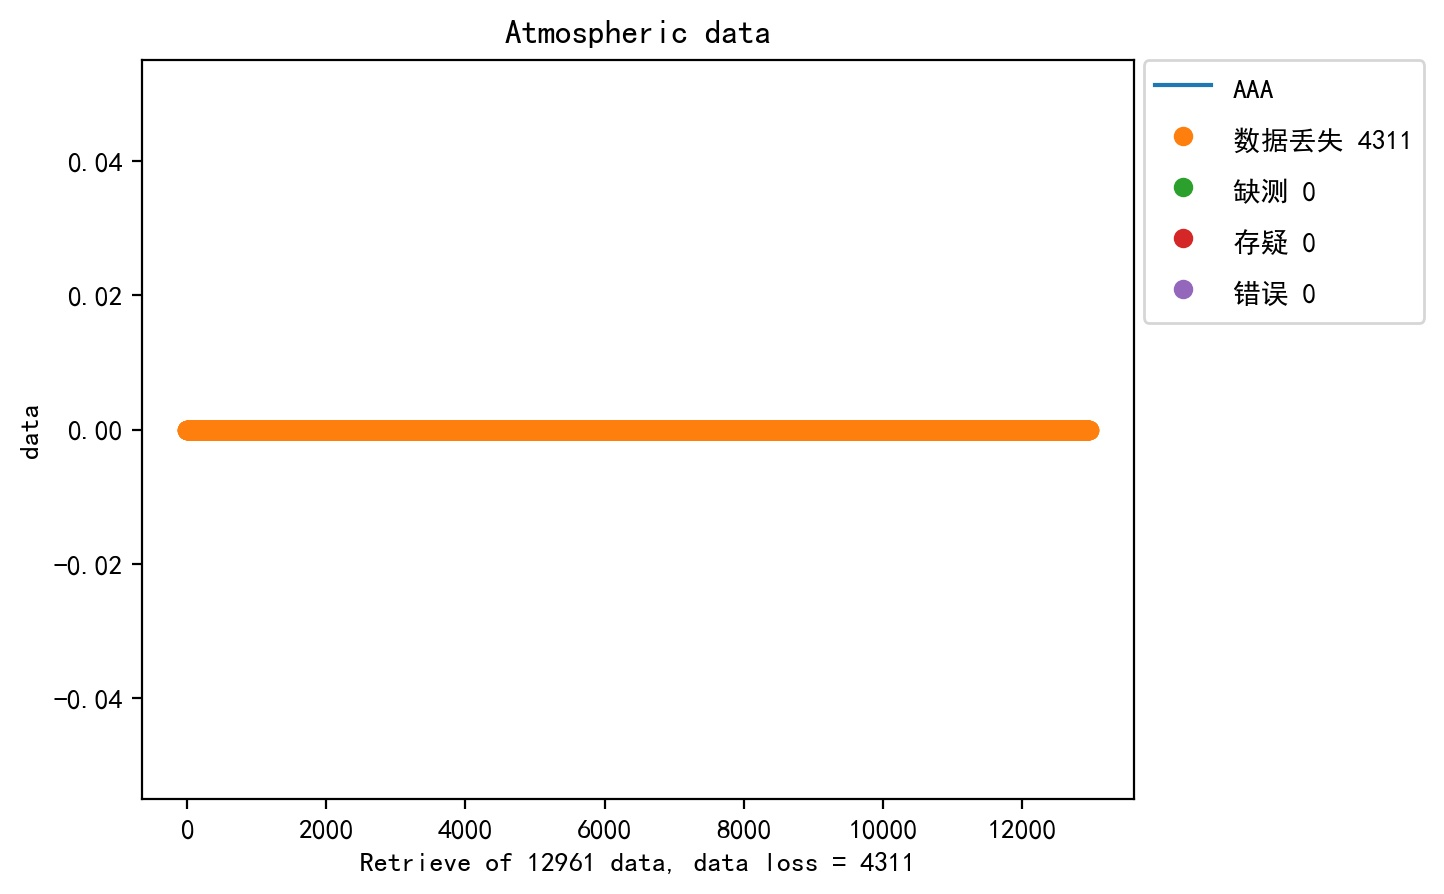 Atmospheric data
AAA
数据丢失 4311
缺测 0
存疑 0
错误 0
0.04
0.02
0.00
-0.02
-0.04
data
0 2000 4000 6000 8000 10000 12000
Retrieve of 12961 data, data loss = 4311